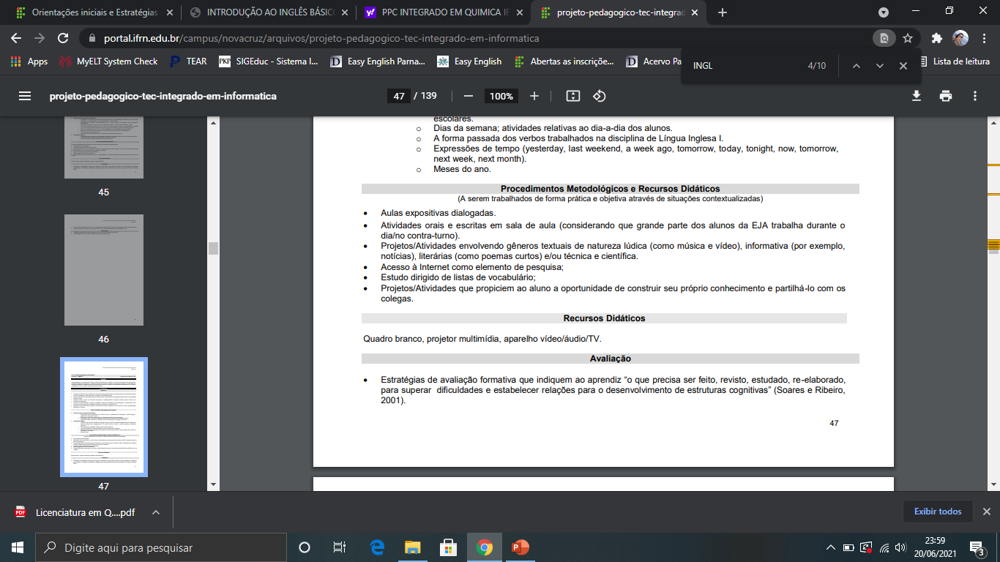 Orientações iniciais e Estratégias
INTRODUÇÃO AO INGLÊS BÁSICO
PPC INTEGRADO EM QUIMICA IF
projeto-pedagogico-tec-integrad
portal.ifrn.edu.br/campus/novacruz/arquivos/projeto-pedagogico-tec-integrado-em-informatica
Apps
MyELT System Check
TEAR
SIGEduc - Sistema I...
Easy English Parna...
Easy English
Abertas as inscriçõe...
Acervo Pa
Lista de leitura
INGL
4/10
projeto-pedagogico-tec-integrado-em-informatica
47 / 139
100%
45
46
47
escolares.
o Dias da semana; atividades relativas ao dia-a-dia dos alunos.
o A forma passada dos verbos trabalhados na disciplina de Língua Inglesa I.
o Expressões de tempo (yesterday, last weekend, a week ago, tomorrow, today, tonight, now, tomorrow,
next week, next month).
o Meses do ano.
Procedimentos Metodológicos e Recursos Didáticos
(A serem trabalhados de forma prática e objetiva através de situações contextualizadas)
• Aulas expositivas dialogadas.
• Atividades orais e escritas em sala de aula (considerando que grande parte dos alunos da EJA trabalha durante o
dia/no contra-turno).
• Projetos/Atividades envolvendo gêneros textuais de natureza lúdica (como música e vídeo), informativa (por exemplo,
notícias), literárias (como poemas curtos) e/ou técnica e científica.
• Acesso à Internet como elemento de pesquisa;
• Estudo dirigido de listas de vocabulário;
• Projetos/Atividades que propiciem ao aluno a oportunidade de construir seu próprio conhecimento e partilhá-lo com os
colegas.
Recursos Didáticos
Quadro branco, projetor multimídia, aparelho vídeo/áudio/TV.
Avaliação
• Estratégias de avaliação formativa que indiquem ao aprendiz “o que precisa ser feito, revisto, estudado, re-elaborado,
para superar dificuldades e estabelecer relações para o desenvolvimento de estruturas cognitivas” (Soares e Ribeiro,
2001).
47
PDF
Licenciatura em Q....pdf
Exibir todos
Digite aqui para pesquisar
23:59
20/06/2021
3